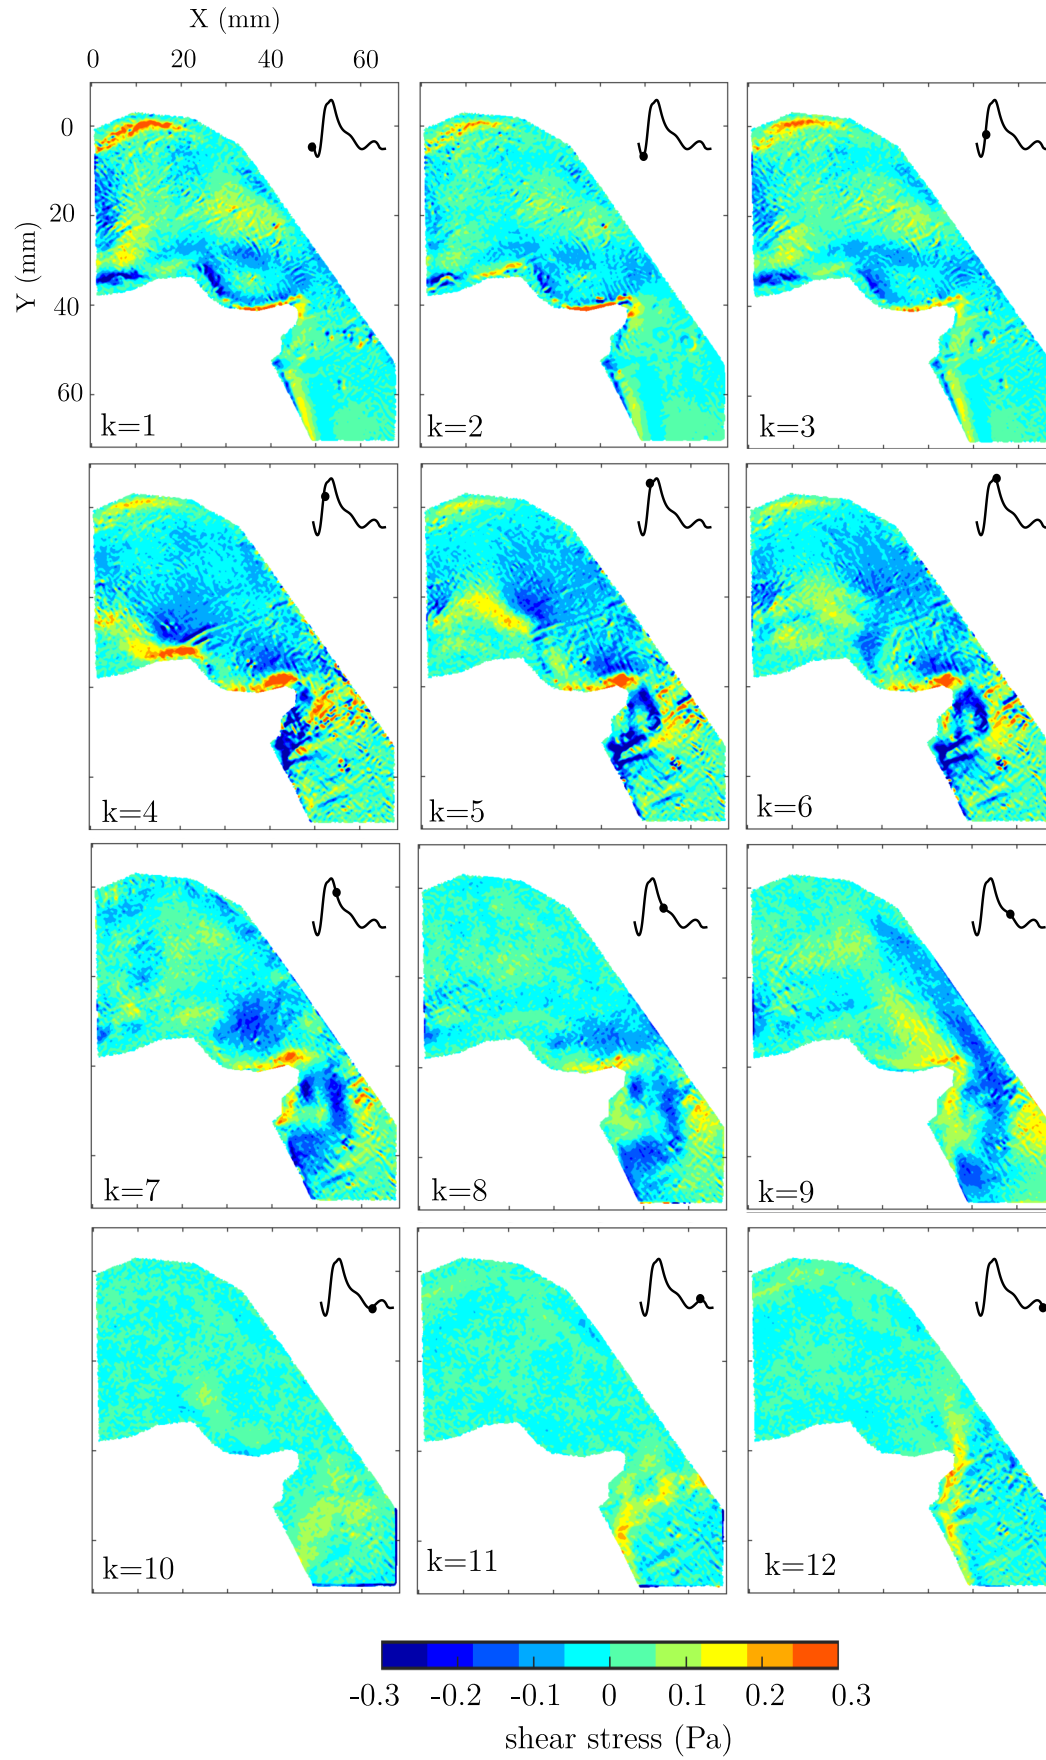 X (mm)
0 20 40 60
Y (mm)
0
20
40
60
k=1
k=2
k=3
k=4
k=5
k=6
k=7
k=8
k=9
k=10
k=11
k=12
-0.3 -0.2 -0.1 0 0.1 0.2 0.3
shear stress (Pa)